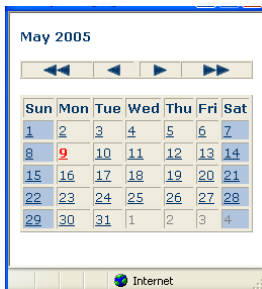 May 2005
Sun Mon Tue Wed Thu Fri Sat
1 2 3 4 5 6 7
8 9 10 11 12 13 14
15 16 17 18 19 20 21
22 23 24 25 26 27 28
29 30 31 1 2 3 4
Internet